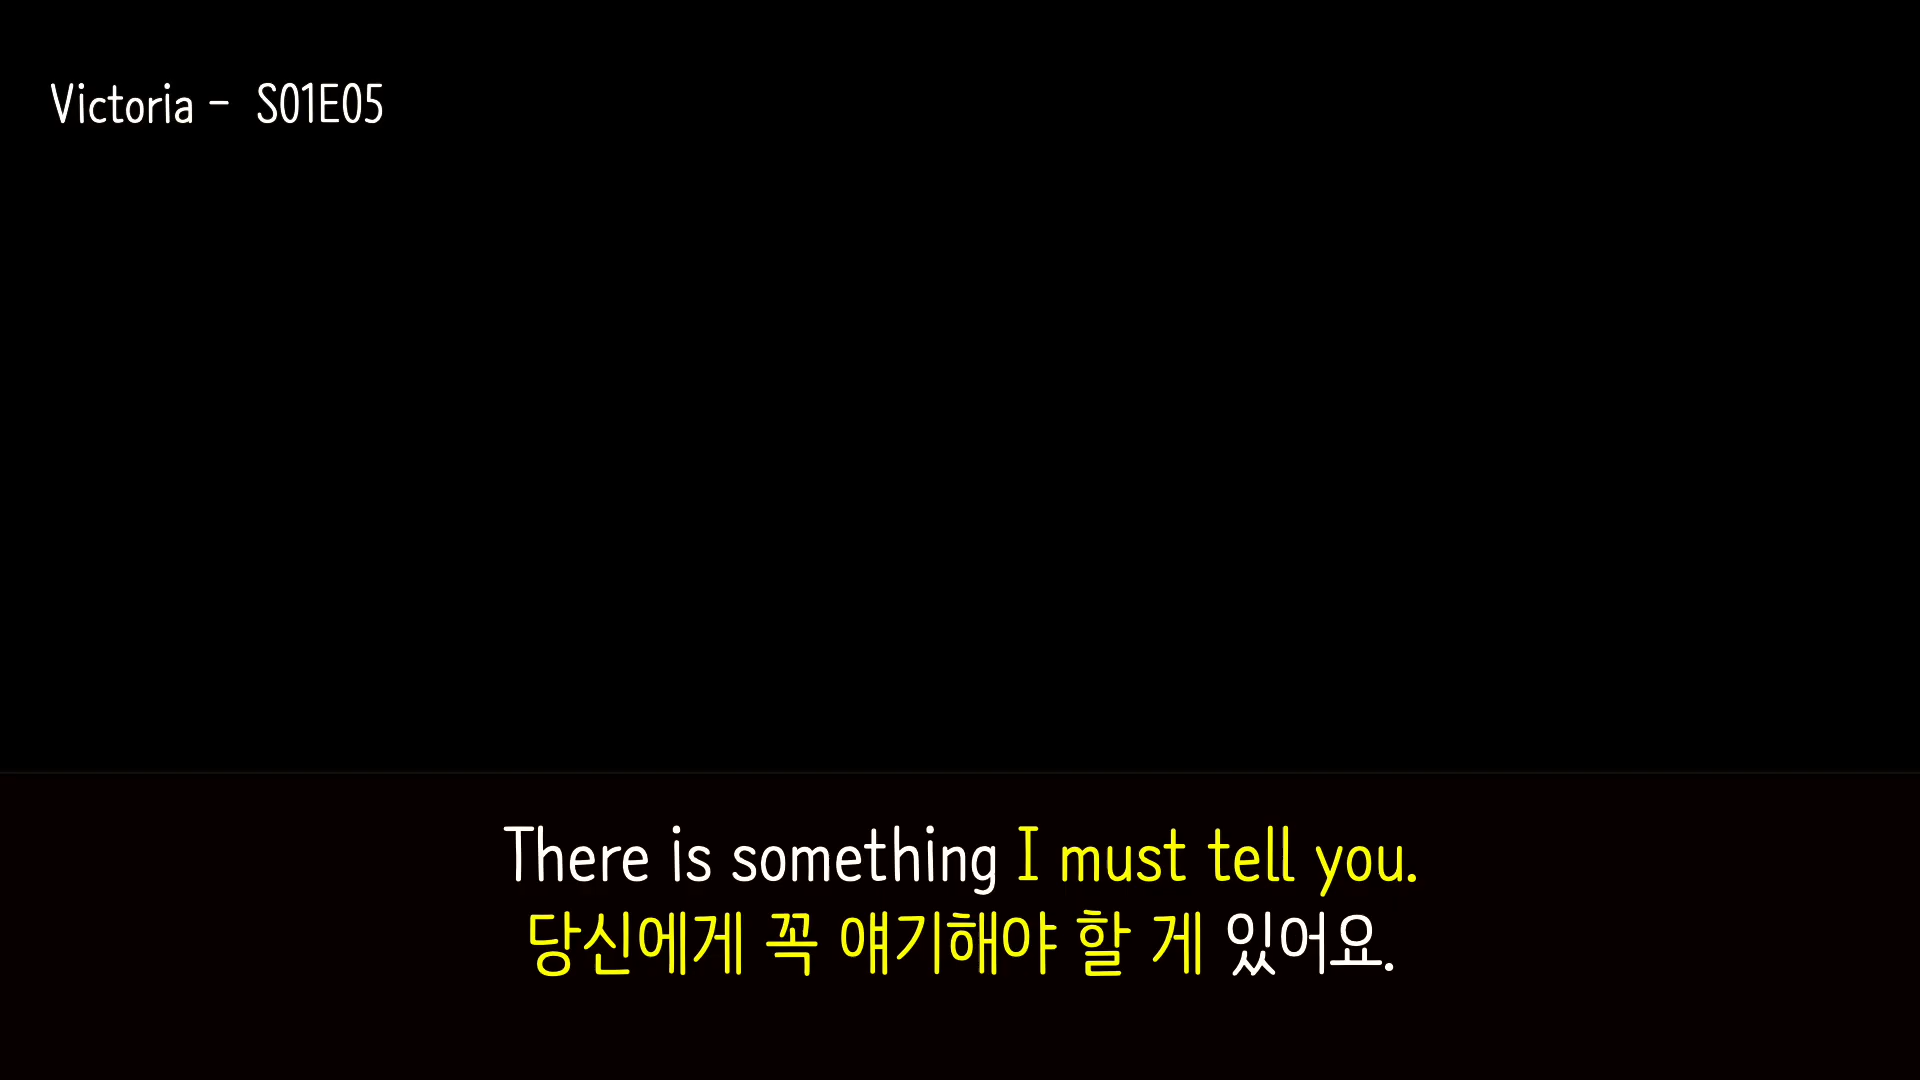 Victoria - S01E05
There is something I must tell you.
당신에게 꼭 얘기해야 할 게 있어요.